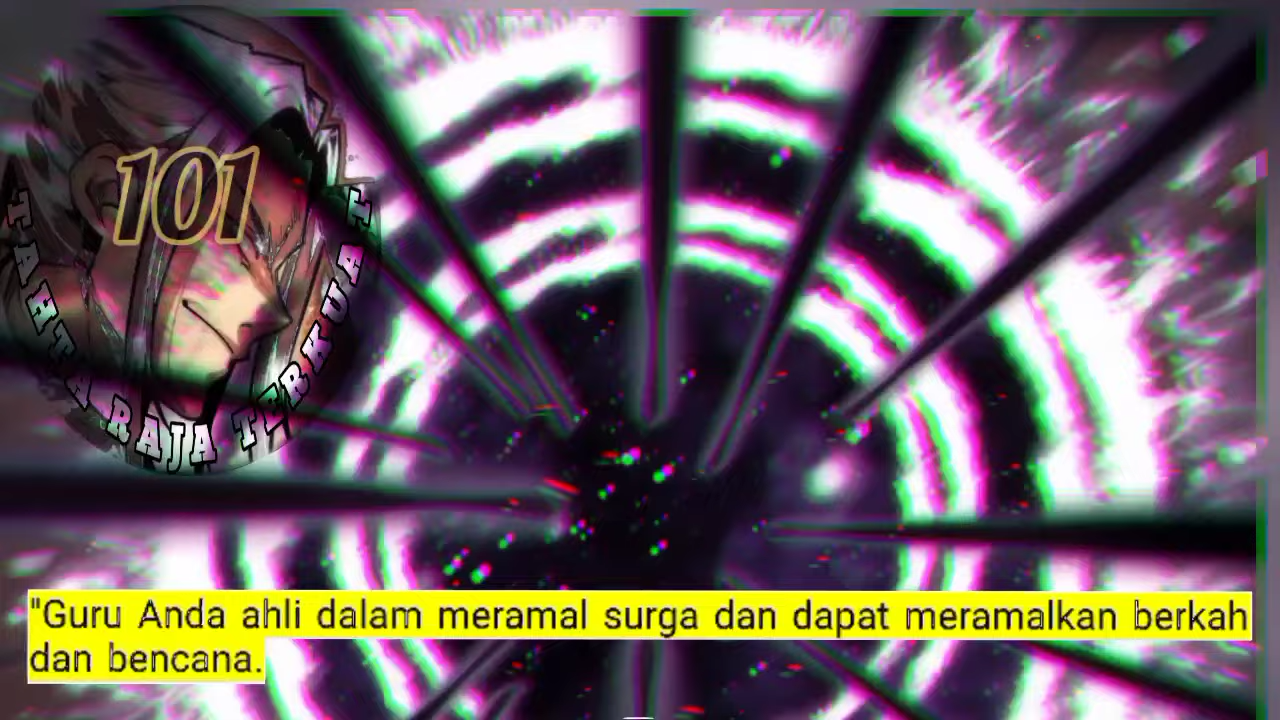 101
TAHTA RAJA TERKUAT
"Guru Anda ahli dalam meramal surga dan dapat meramalkan berkah
dan bencana.